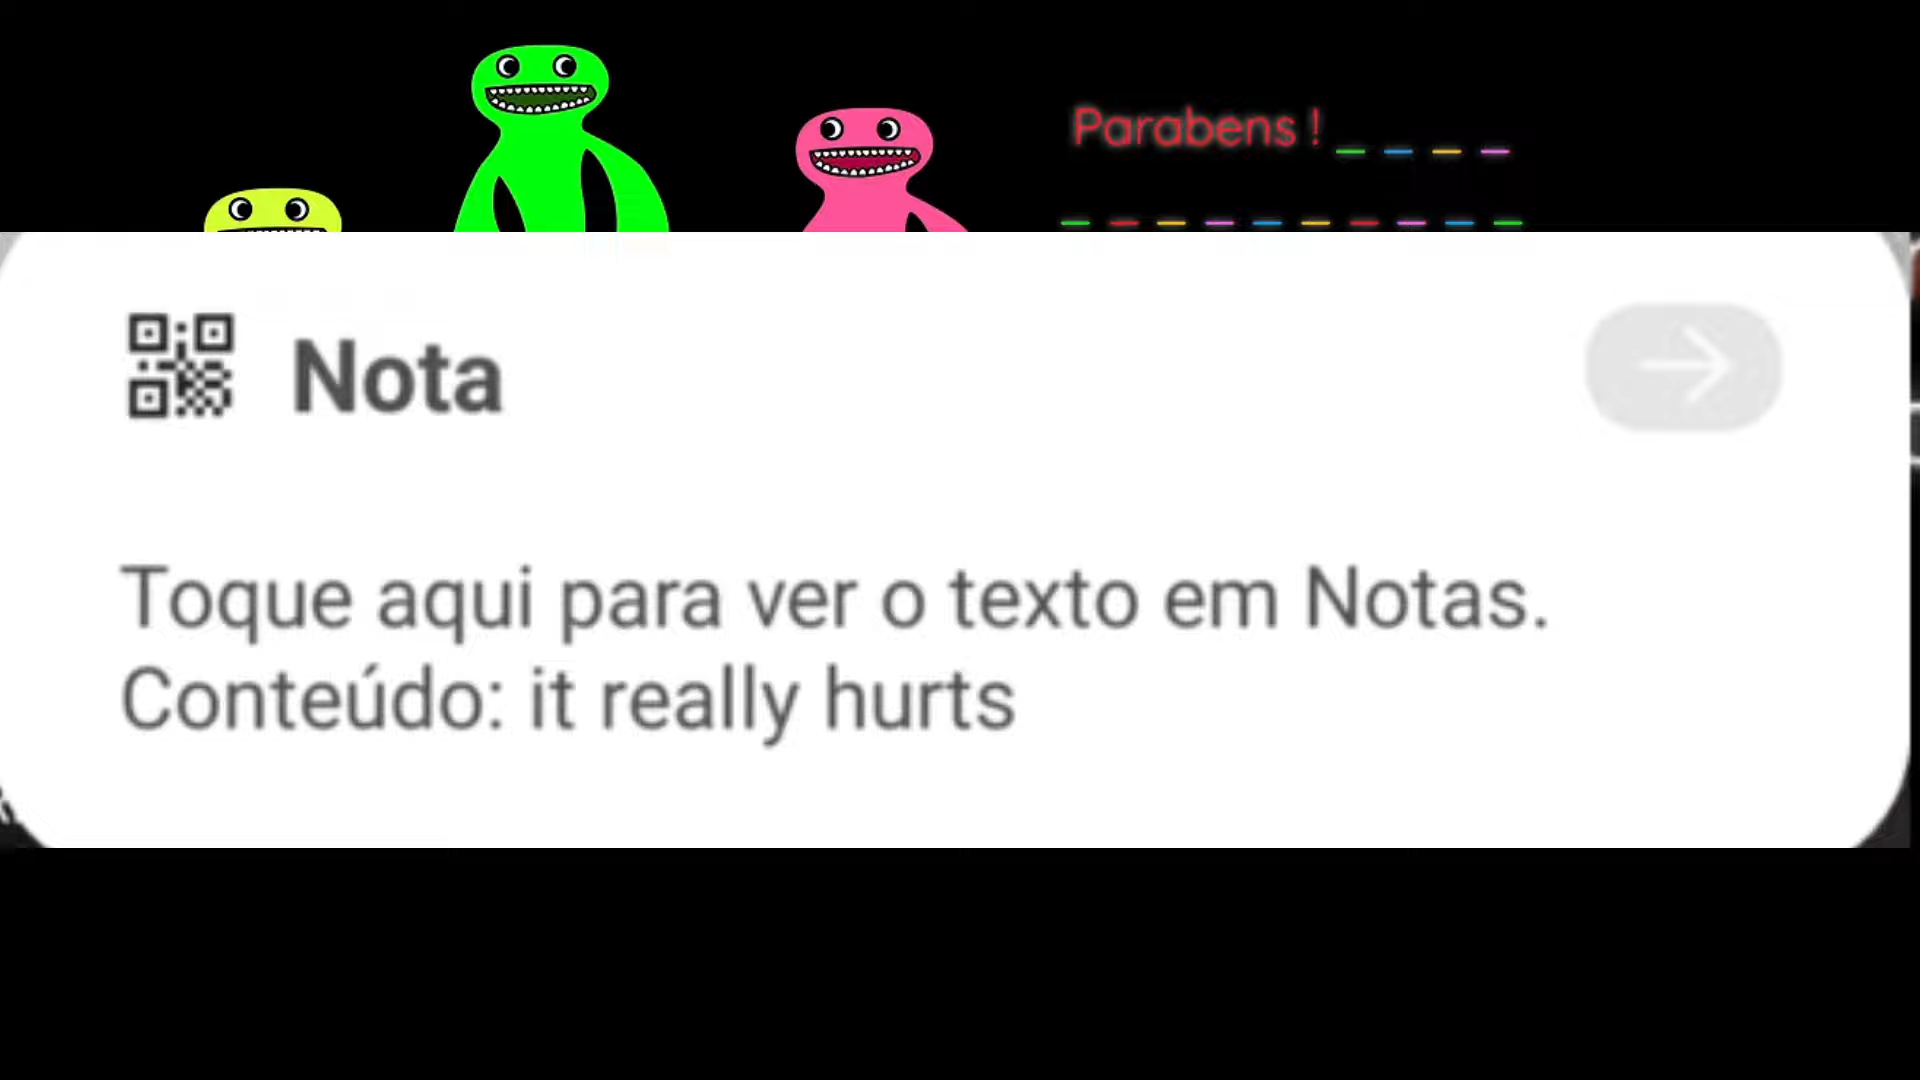 Parabens !
Nota
Toque aqui para ver o texto em Notas.
Conteúdo: it really hurts